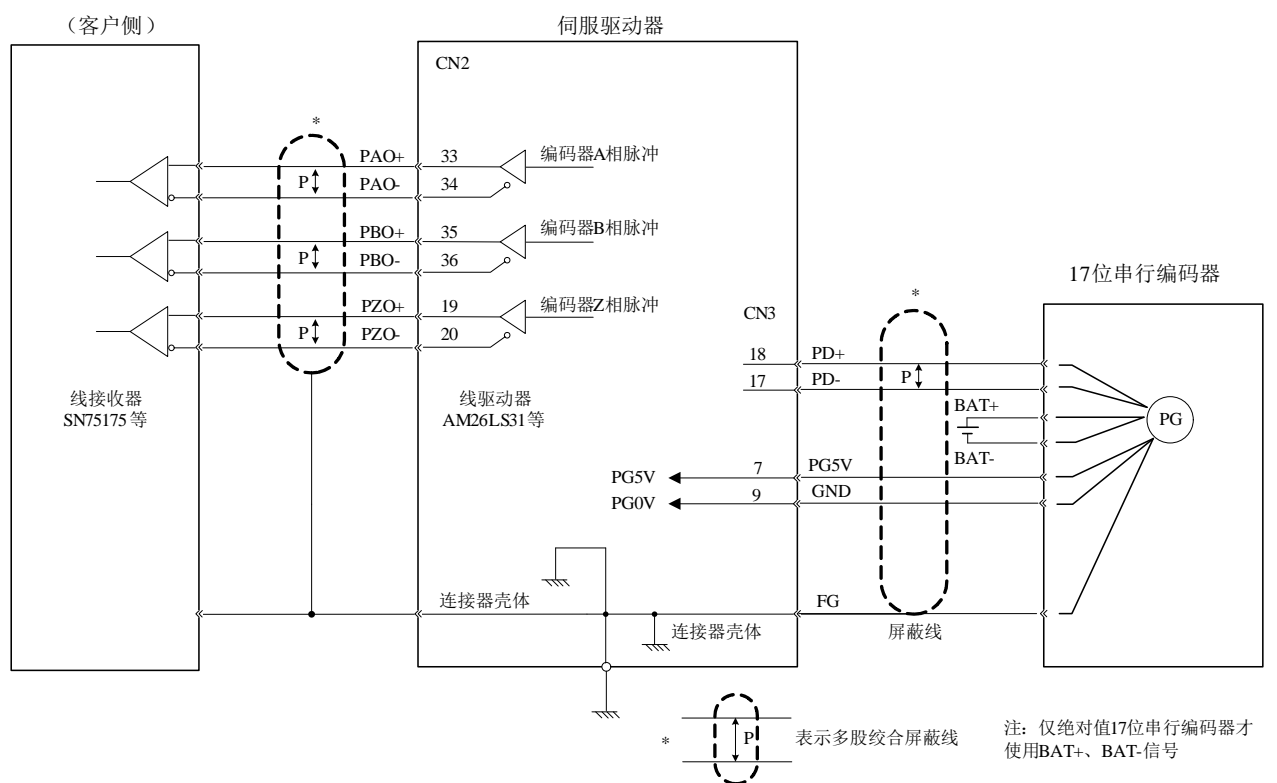 （客户侧）
伺服驱动器
CN2
*
PAO+ 33 编码器A相脉冲
P
PAO- 34
PBO+ 35 编码器B相脉冲
P
PBO- 36
17位串行编码器
PZO+ 19 编码器Z相脉冲
P
PZO- 20
*
CN3
18 PD+
P
17 PD-
线接收器
SN75175等
线驱动器
AM26LS31等
BAT+
PG
BAT-
PG5V 7 PG5V
PG0V 9 GND
连接器壳体
FG
连接器壳体
屏蔽线
* P 表示多股绞合屏蔽线
注：仅绝对值17位串行编码器才
使用BAT+、BAT-信号